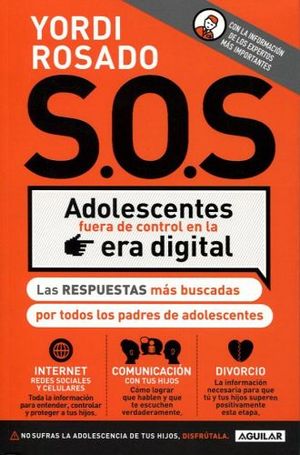 YORDI
ROSADO
CON LA INFORMACIÓN
DE LOS EXPERTOS
MÁS IMPORTANTES
S.O.S
Adolescentes
fuera de control en la
era digital
Las RESPUESTAS más buscadas
por todos los padres de adolescentes
INTERNET
REDES SOCIALES
Y CELULARES
Toda la información
para entender, controlar
y proteger a tus hijos.
COMUNICACIÓN
CON TUS HIJOS
Cómo lograr
que hablen y que
te escuchen
verdaderamente.
DIVORCIO
La información
necesaria para que
tú y tus hijos superen
positivamente
esta etapa.
NO SUFRAS LA ADOLESCENCIA DE TUS HIJOS, DISFRÚTALA.
AGUILAR